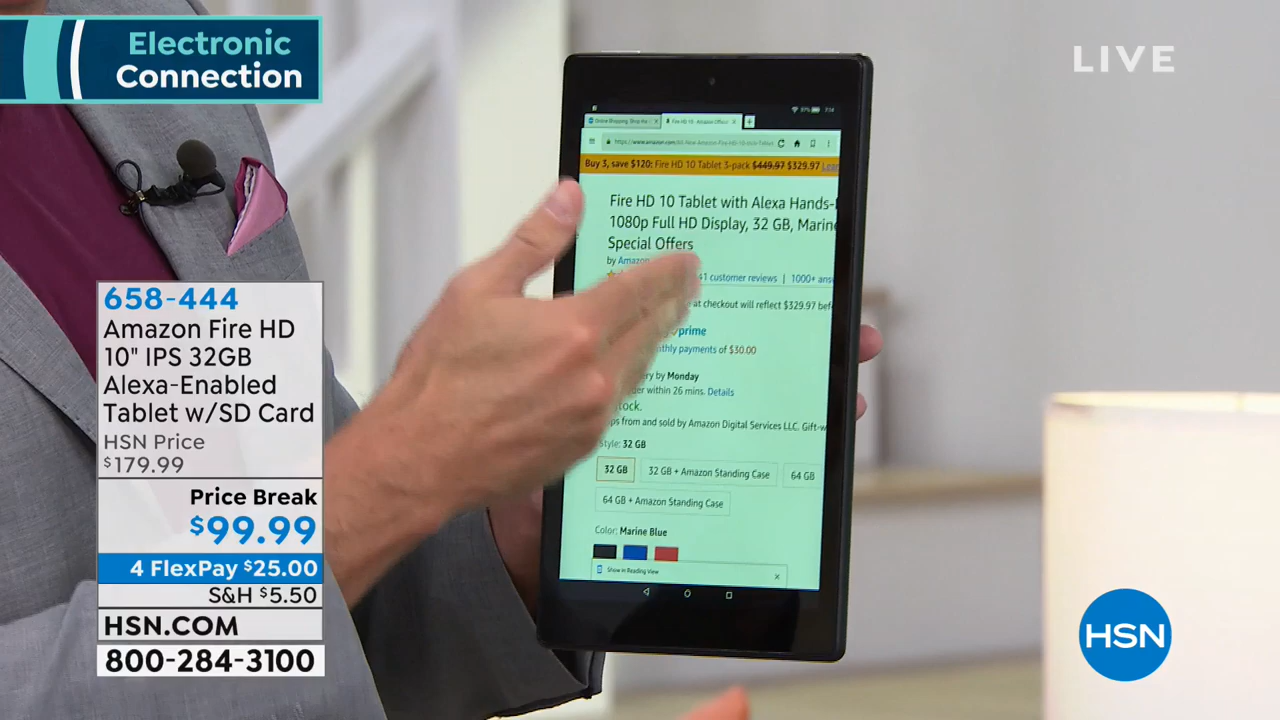 Electronic
Connection
LIVE
658-444
Amazon Fire HD
10" IPS 32GB
Alexa-Enabled
Tablet w/SD Card
HSN Price
$179.99
Price Break
$99.99
4 FlexPay $25.00
S&H $5.50
HSN.COM
800-284-3100
Buy 3, save $120: Fire HD 10 Tablet 3-pack $449.97 $329.97
Fire HD 10 Tablet with Alexa Hands-
1080p Full HD Display, 32 GB, Marine
Special Offers
by Amazon
41 customer reviews | 1000+
at checkout will reflect $329.97
prime
payments of $30.00
by Monday
within 26 mins. Details
from and sold by Amazon Digital Services LLC. Gift-
Style: 32 GB
32 GB
32 GB + Amazon Standing Case
64 GB
64 GB + Amazon Standing Case
Color: Marine Blue
Show in Reading View
HSN